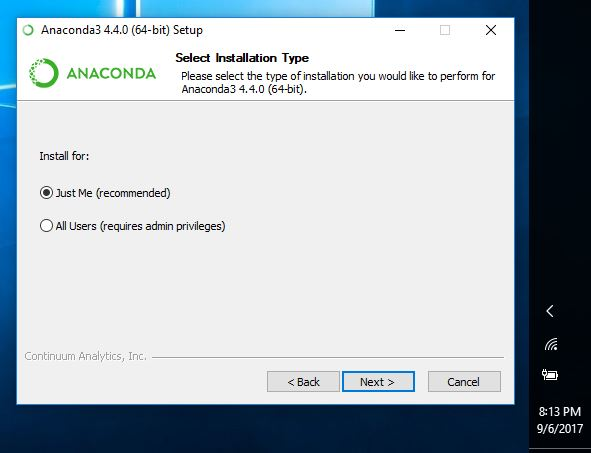 Anaconda3 4.4.0 (64-bit) Setup
ANACONDA
Select Installation Type
Please select the type of installation you would like to perform for
Anaconda3 4.4.0 (64-bit).
Install for:
Just Me (recommended)
All Users (requires admin privileges)
Continuum Analytics, Inc.
< Back
Next >
Cancel
8:13 PM
9/6/2017